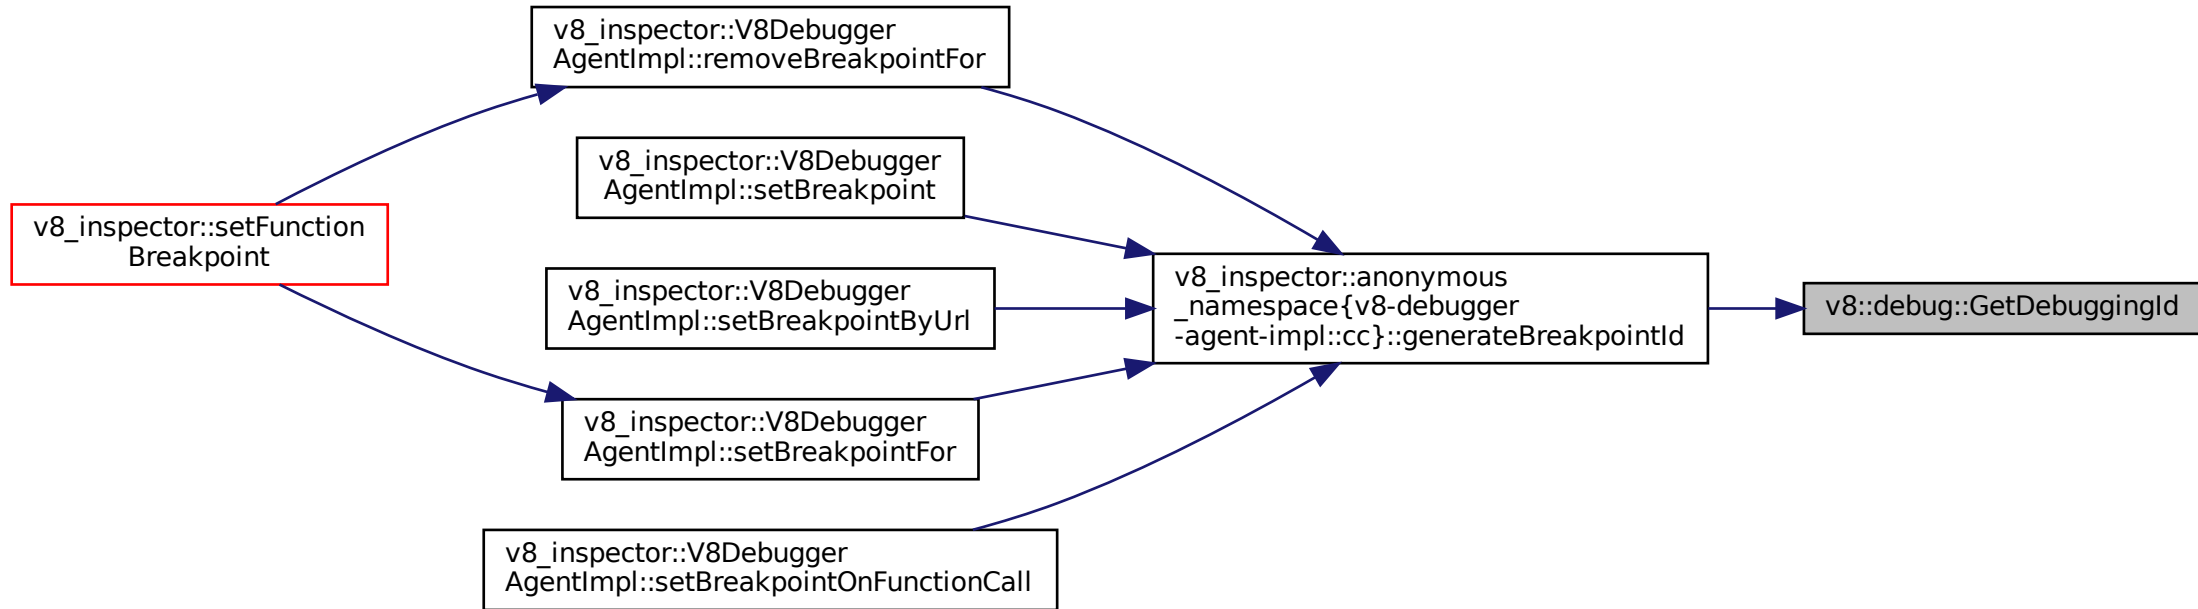 v8_inspector::V8Debugger
AgentImpl::removeBreakpointFor
v8_inspector::V8Debugger
AgentImpl::setBreakpoint
v8_inspector::setFunction
Breakpoint
v8_inspector::anonymous
_namespace{v8-debugger
-agent-impl::cc}::generateBreakpointId
v8::debug::GetDebuggingId
v8_inspector::V8Debugger
AgentImpl::setBreakpointByUrl
v8_inspector::V8Debugger
AgentImpl::setBreakpointFor
v8_inspector::V8Debugger
AgentImpl::setBreakpointOnFunctionCall